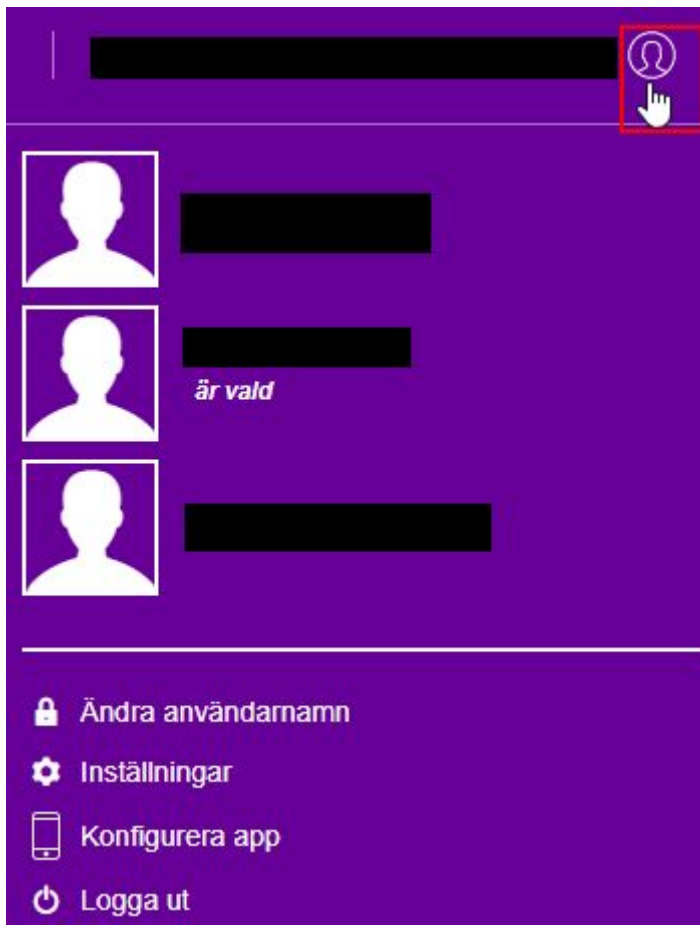 är vald
Ändra användarnamn
Inställningar
Konfigurera app
Logga ut